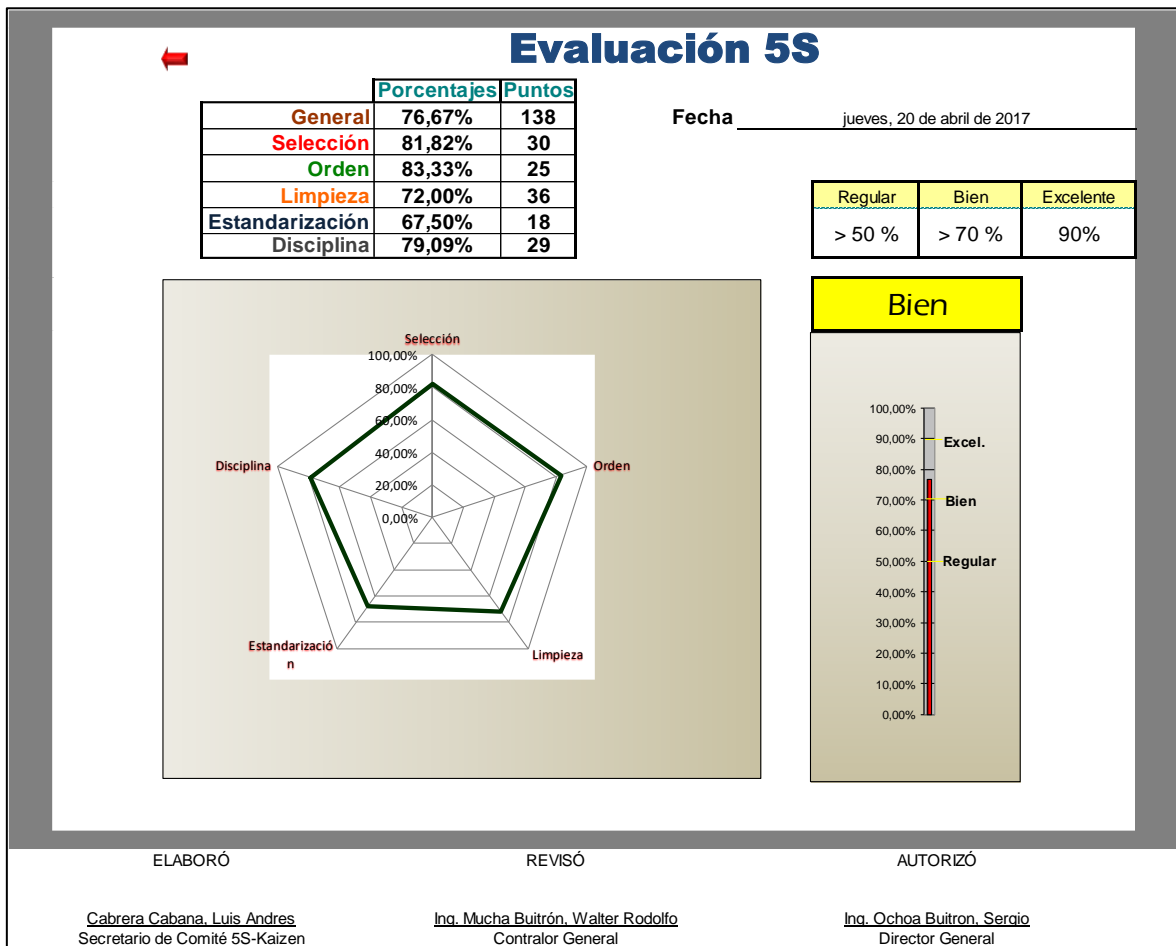 Evaluación 5S
Porcentajes Puntos
General 76,67% 138
Selección 81,82% 30
Orden 83,33% 25
Limpieza 72,00% 36
Estandarización 67,50% 18
Disciplina 79,09% 29
Fecha jueves, 20 de abril de 2017
Regular Bien Excelente
> 50 % > 70 % 90%
Bien
Selección
100,00%
80,00%
60,00%
40,00%
20,00%
0,00%
Disciplina
Orden
Estandarizació
n
Limpieza
100,00%
90,00%
80,00%
70,00%
60,00%
50,00%
40,00%
30,00%
20,00%
10,00%
0,00%
Excel.
Bien
Regular
ELABORÓ REVISÓ AUTORIZÓ
Cabrera Cabana, Luis Andres Ing. Mucha Buitrón, Walter Rodolfo Ing. Ochoa Buitron, Sergio
Secretario de Comité 5S-Kaizen Contralor General Director General